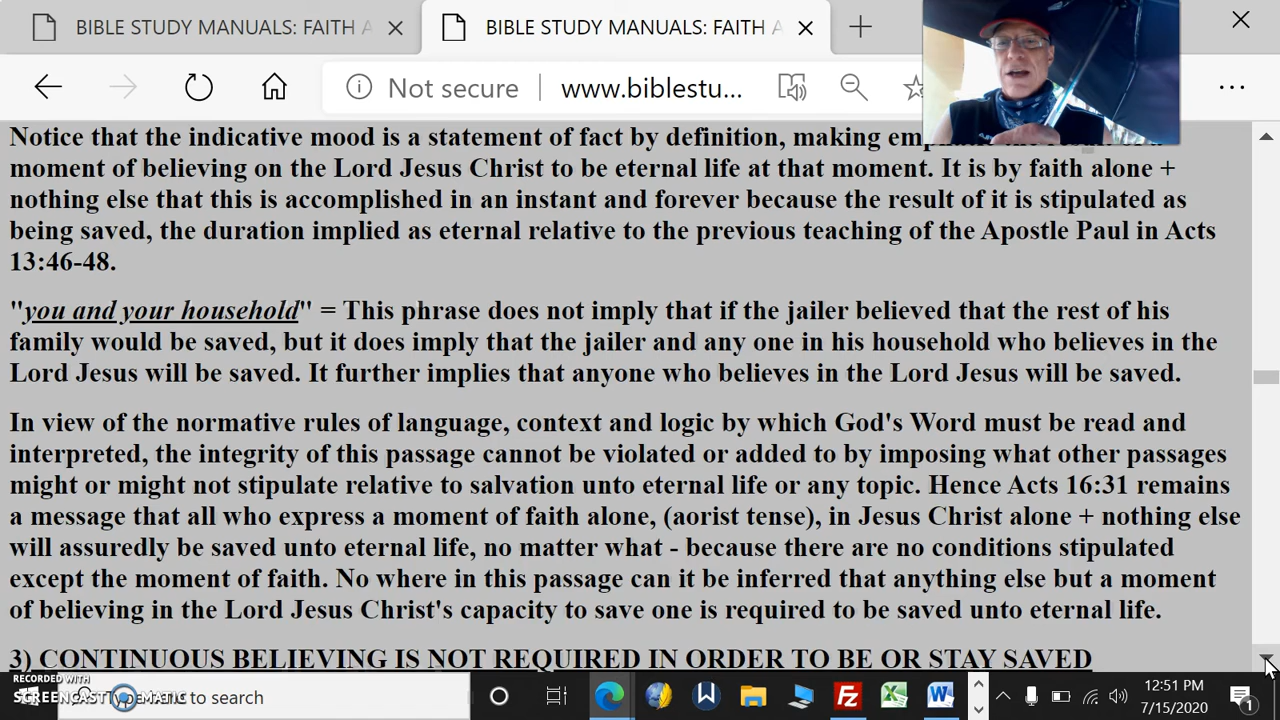 BIBLE STUDY MANUALS: FAITH A
BIBLE STUDY MANUALS: FAITH A
Not secure
www.biblestu...
Notice that the indicative mood is a statement of fact by definition, making
moment of believing on the Lord Jesus Christ to be eternal life at that moment. It is by faith alone +
nothing else that this is accomplished in an instant and forever because the result of it is stipulated as
being saved, the duration implied as eternal relative to the previous teaching of the Apostle Paul in Acts
13:46-48.
"you and your household" = This phrase does not imply that if the jailer believed that the rest of his
family would be saved, but it does imply that the jailer and any one in his household who believes in the
Lord Jesus will be saved. It further implies that anyone who believes in the Lord Jesus will be saved.
In view of the normative rules of language, context and logic by which God's Word must be read and
interpreted, the integrity of this passage cannot be violated or added to by imposing what other passages
might or might not stipulate relative to salvation unto eternal life or any topic. Hence Acts 16:31 remains
a message that all who express a moment of faith alone, (aorist tense), in Jesus Christ alone + nothing else
will assuredly be saved unto eternal life, no matter what - because there are no conditions stipulated
except the moment of faith. No where in this passage can it be inferred that anything else but a moment
of believing in the Lord Jesus Christ's capacity to save one is required to be saved unto eternal life.
3) CONTINUOUS BELIEVING IS NOT REQUIRED IN ORDER TO BE OR STAY SAVED
RECORDED WITH
SCREENCAST MATIC
to search
12:51 PM
7/15/2020
1